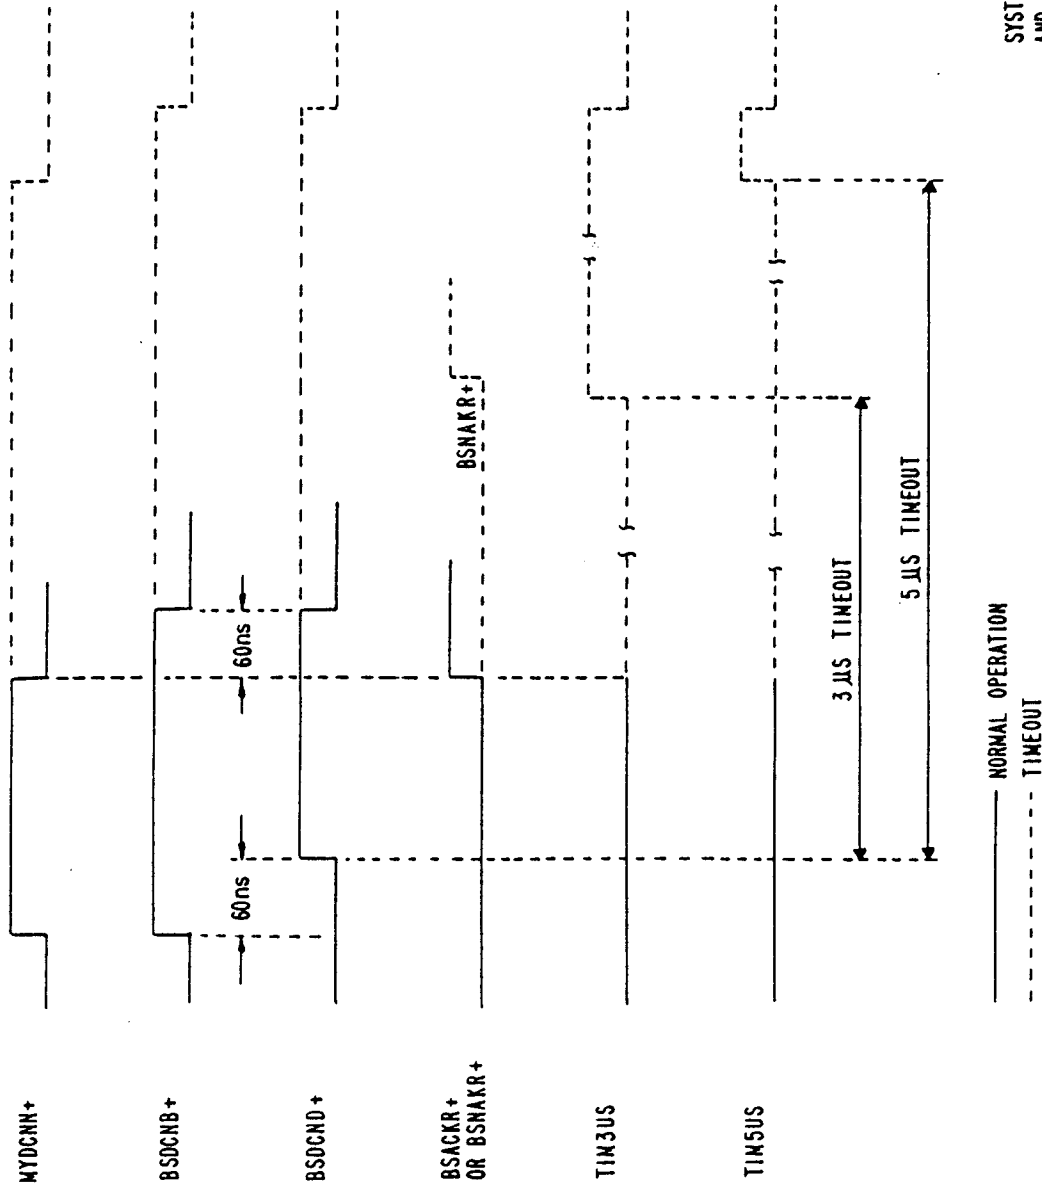 MYDCNN+
BSDCNB+
60ns
60ns
BSDCND+
BSACKR+
OR BSNAKR+
BSNAKR+
TIM3US
TIM5US
3 µS TIMEOUT
5 µS TIMEOUT
NORMAL OPERATION
TIMEOUT
SYST
AND